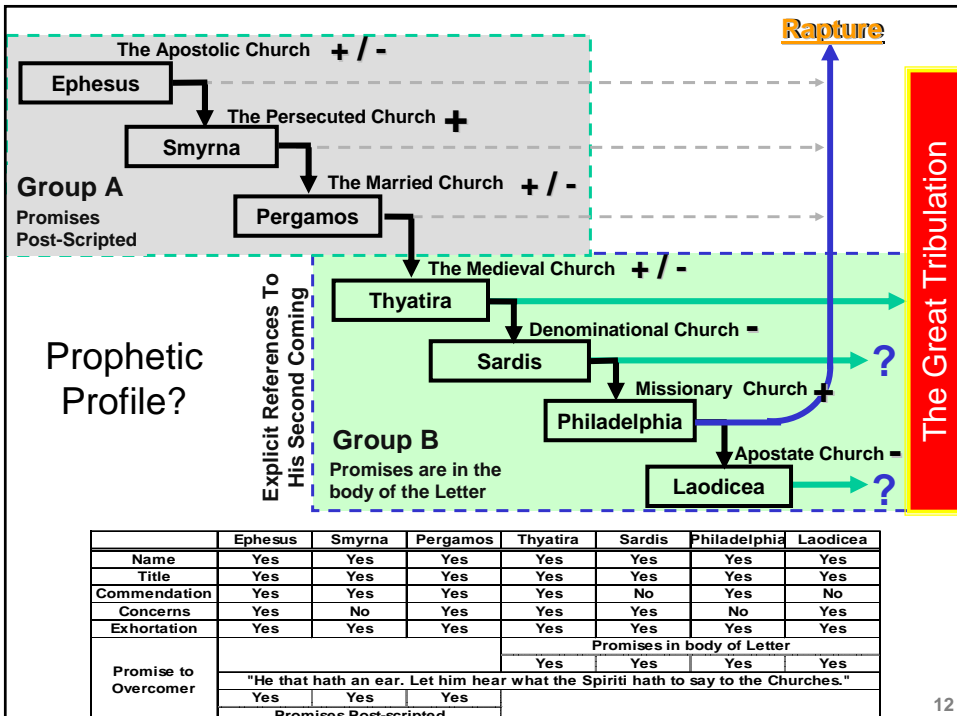 Rapture
The Apostolic Church + / -
Ephesus
The Persecuted Church +
Smyrna
Group A
Promises
Post-Scripted
The Married Church + / -
Pergamos
The Medieval Church + / -
Thyatira
Denominational Church -
Sardis
?
Missionary Church +
Philadelphia
Apostate Church -
Laodicea
?
Group B
Promises are in the
body of the Letter
Explicit References To
His Second Coming
Prophetic
Profile?
The Great Tribulation
Ephesus Smyrna Pergamos Thyatira Sardis Philadelphia Laodicea
Name Yes Yes Yes Yes Yes Yes Yes
Title Yes Yes Yes Yes Yes Yes Yes
Commendation Yes Yes Yes Yes No Yes No
Concerns Yes No Yes Yes Yes No Yes
Exhortation Yes Yes Yes Yes Yes Yes Yes
Promise to
Overcomer
Promises in body of Letter
Yes Yes Yes Yes
"He that hath an ear. Let him hear what the Spiriti hath to say to the Churches."
Yes Yes Yes
Promises Post-scripted
12